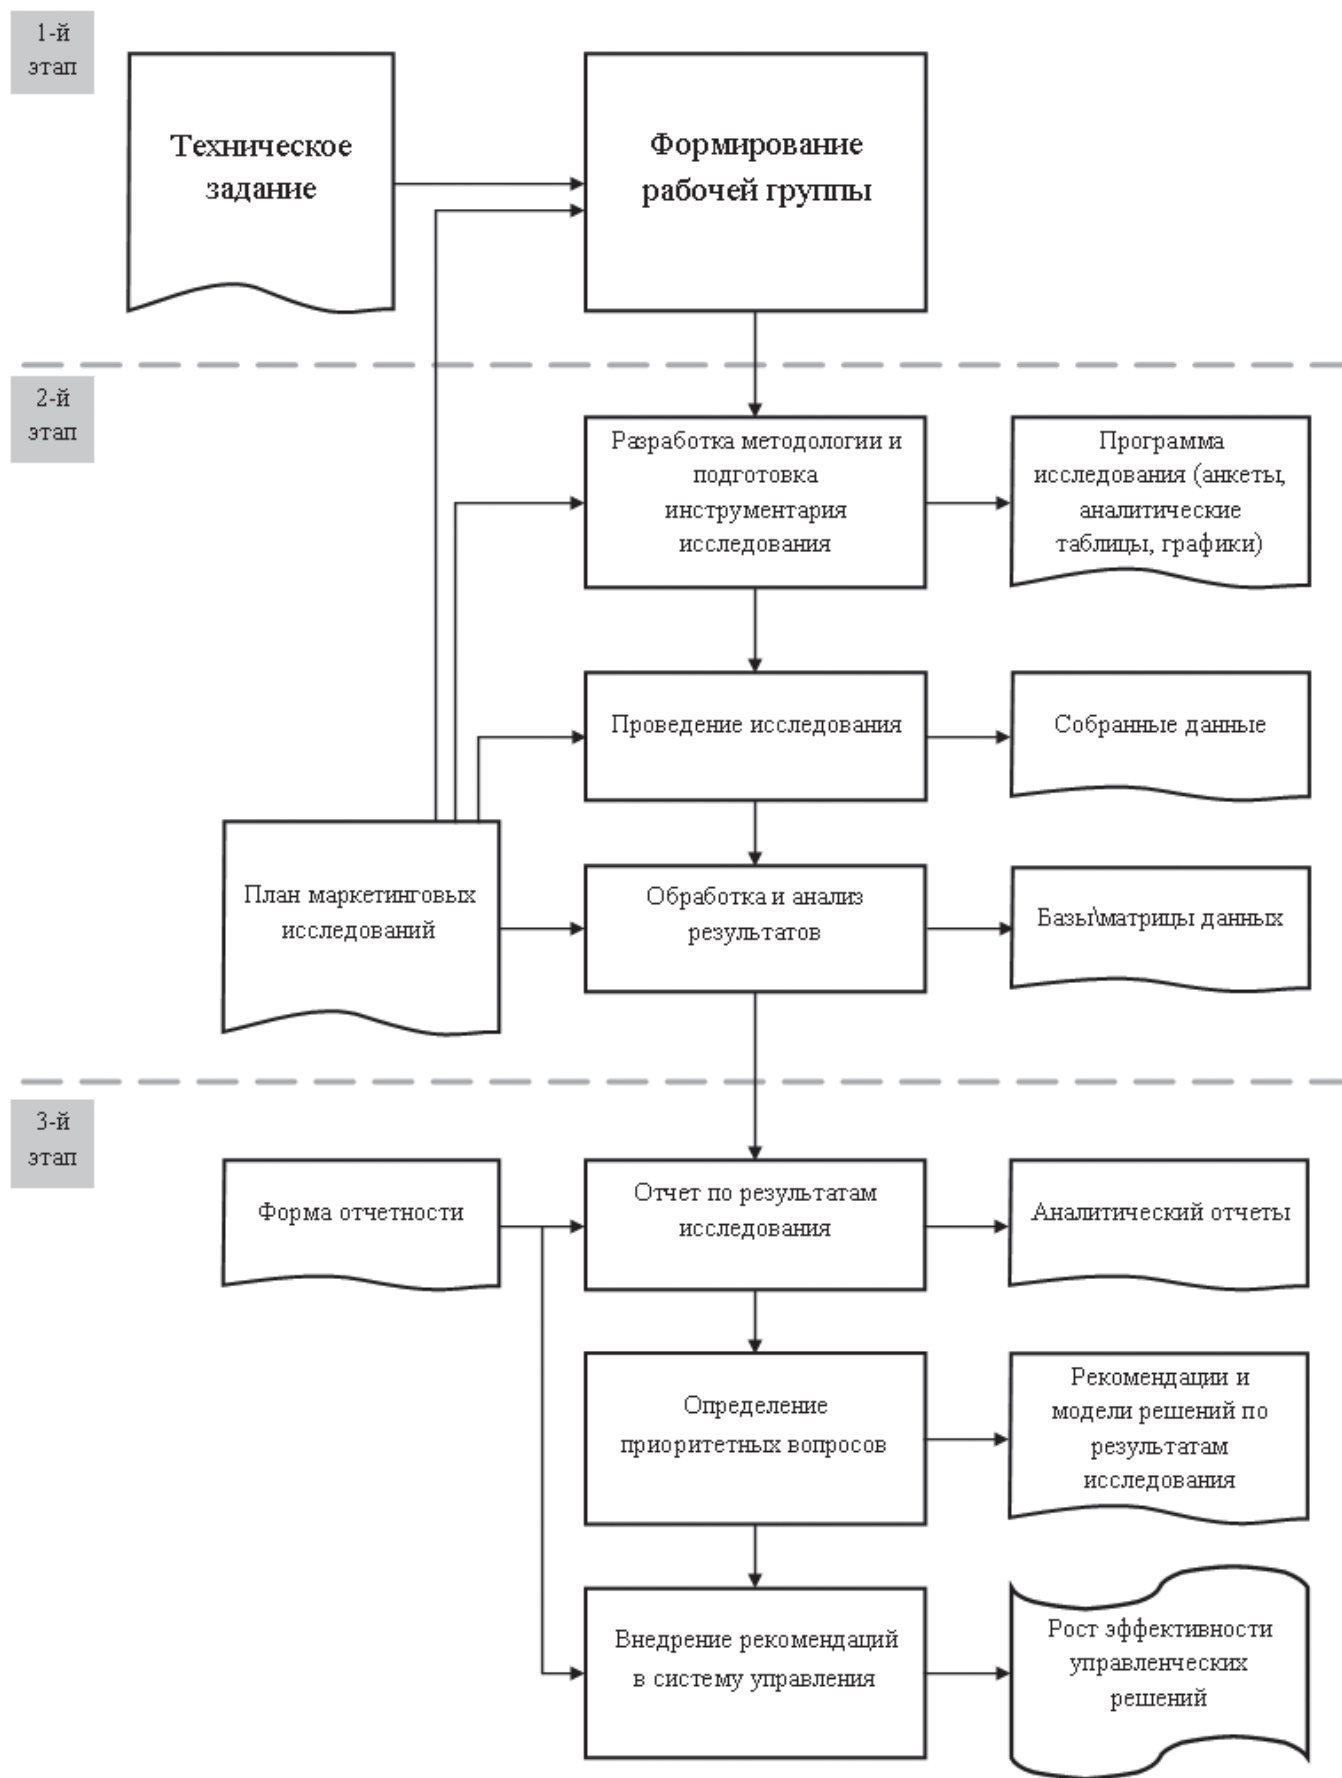 1-й
этап
Техническое
задание
Формирование
рабочей группы
2-й
этап
Разработка методологии и
подготовка
инструментария
исследования
Программа
исследования (анкеты,
аналитические
таблицы, графики)
Проведение исследования
Собранные данные
План маркетинговых
исследований
Обработка и анализ
результатов
Базы\матрицы данных
3-й
этап
Форма отчетности
Отчет по результатам
исследования
Аналитический отчеты
Определение
приоритетных вопросов
Рекомендации и
модели решений по
результатам
исследования
Внедрение рекомендаций
в систему управления
Рост эффективности
управленческих
решений